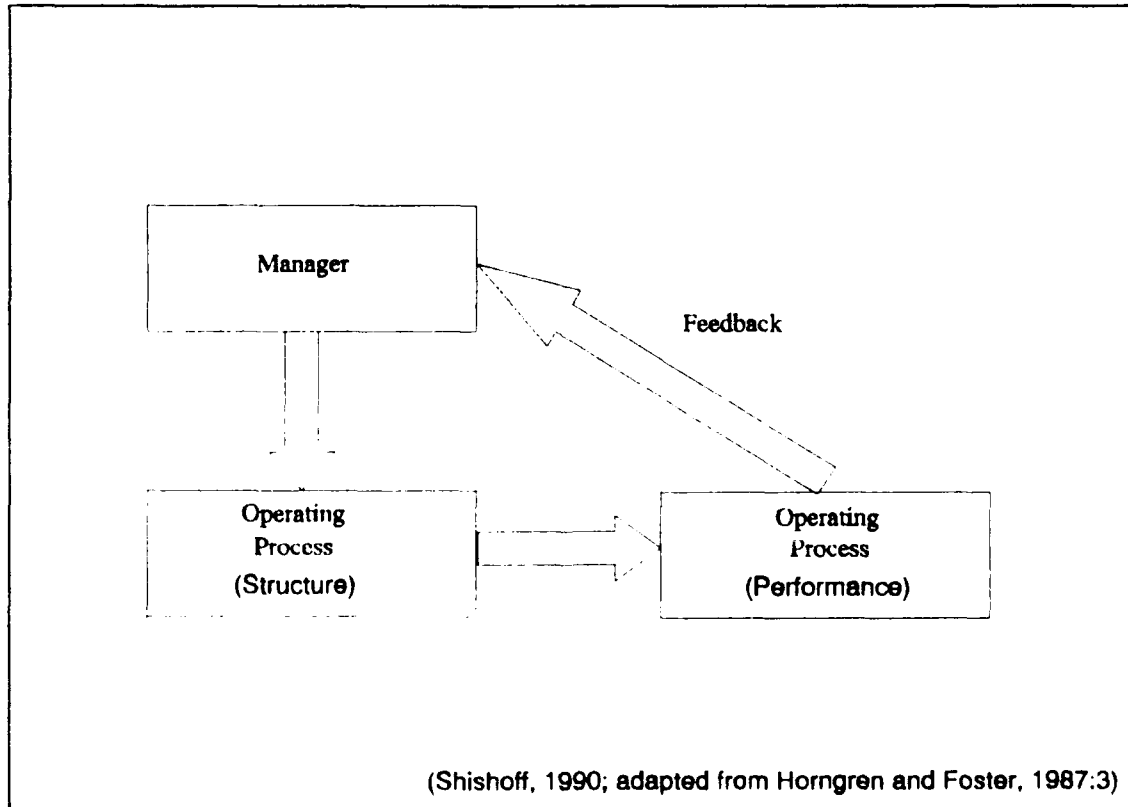 Manager
Feedback
Operating
Process
(Structure)
Operating
Process
(Performance)
(Shishoff, 1990; adapted from Horngren and Foster, 1987:3)